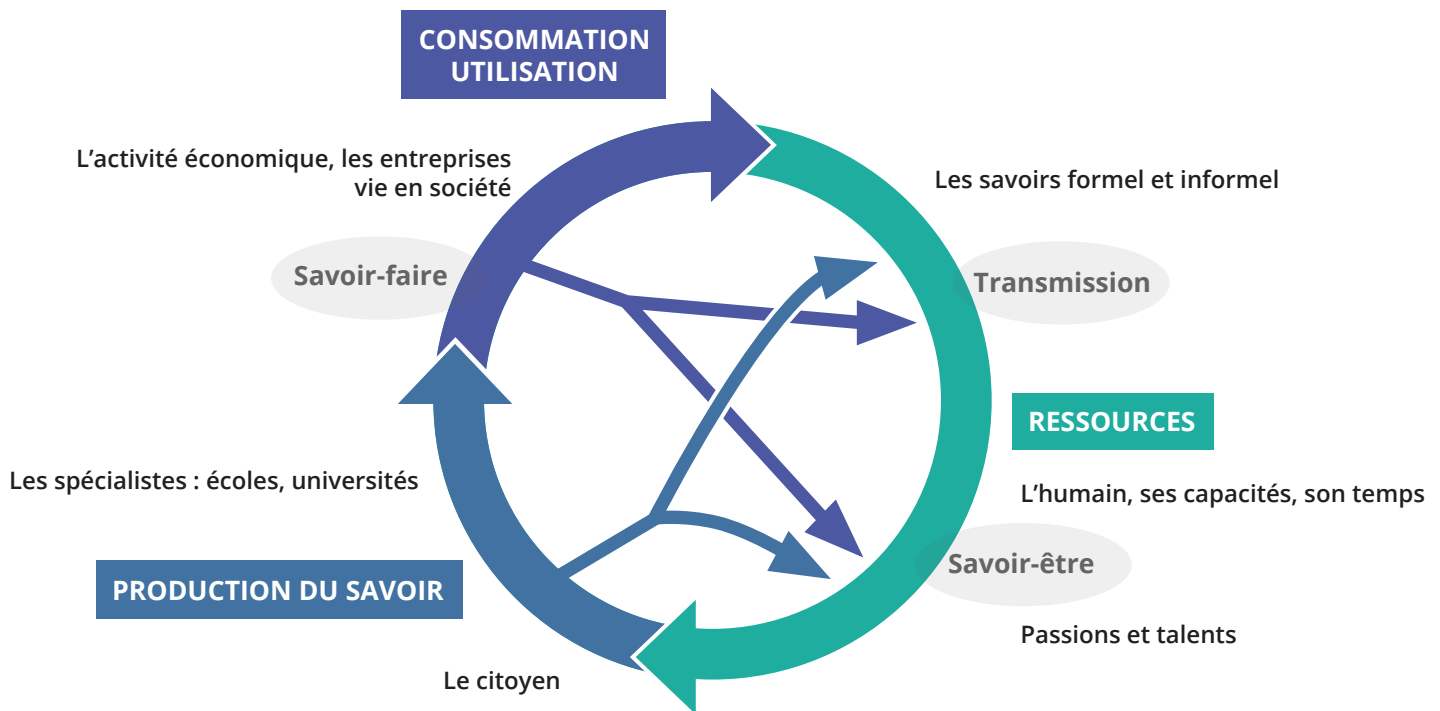 CONSOMMATION
UTILISATION
L’activité économique, les entreprises
vie en société
Les savoirs formel et informel
Savoir-faire
Transmission
RESSOURCES
Les spécialistes : écoles, universités
L’humain, ses capacités, son temps
Savoir-être
PRODUCTION DU SAVOIR
Passions et talents
Le citoyen